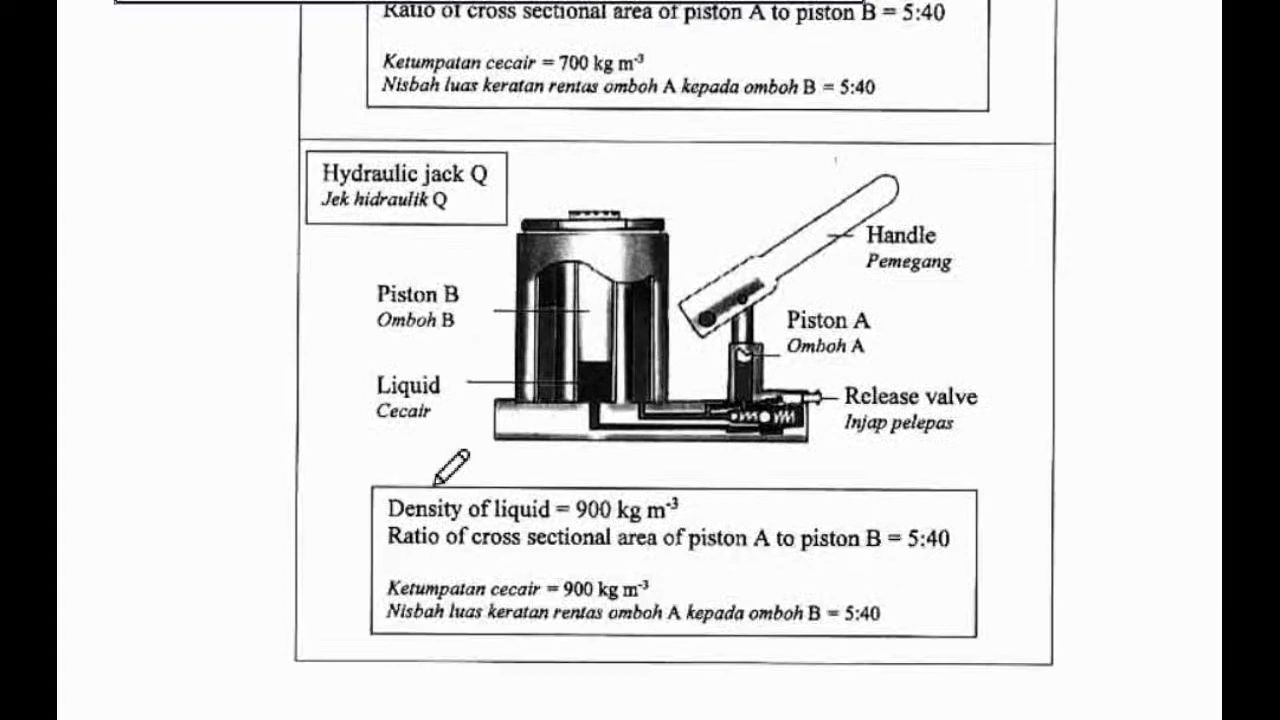 Ratio of cross sectional area of piston A to piston B = 5:40
Ketumpatan cecair = 700 kg m⁻³
Nisbah luas keratan rentas omboh A kepada omboh B = 5:40
Hydraulic jack Q
Jek hidraulik Q
Handle
Pemegang
Piston B
Omboh B
Piston A
Omboh A
Liquid
Cecair
Release valve
Injap pelepas
Density of liquid = 900 kg m⁻³
Ratio of cross sectional area of piston A to piston B = 5:40
Ketumpatan cecair = 900 kg m⁻³
Nisbah luas keratan rentas omboh A kepada omboh B = 5:40